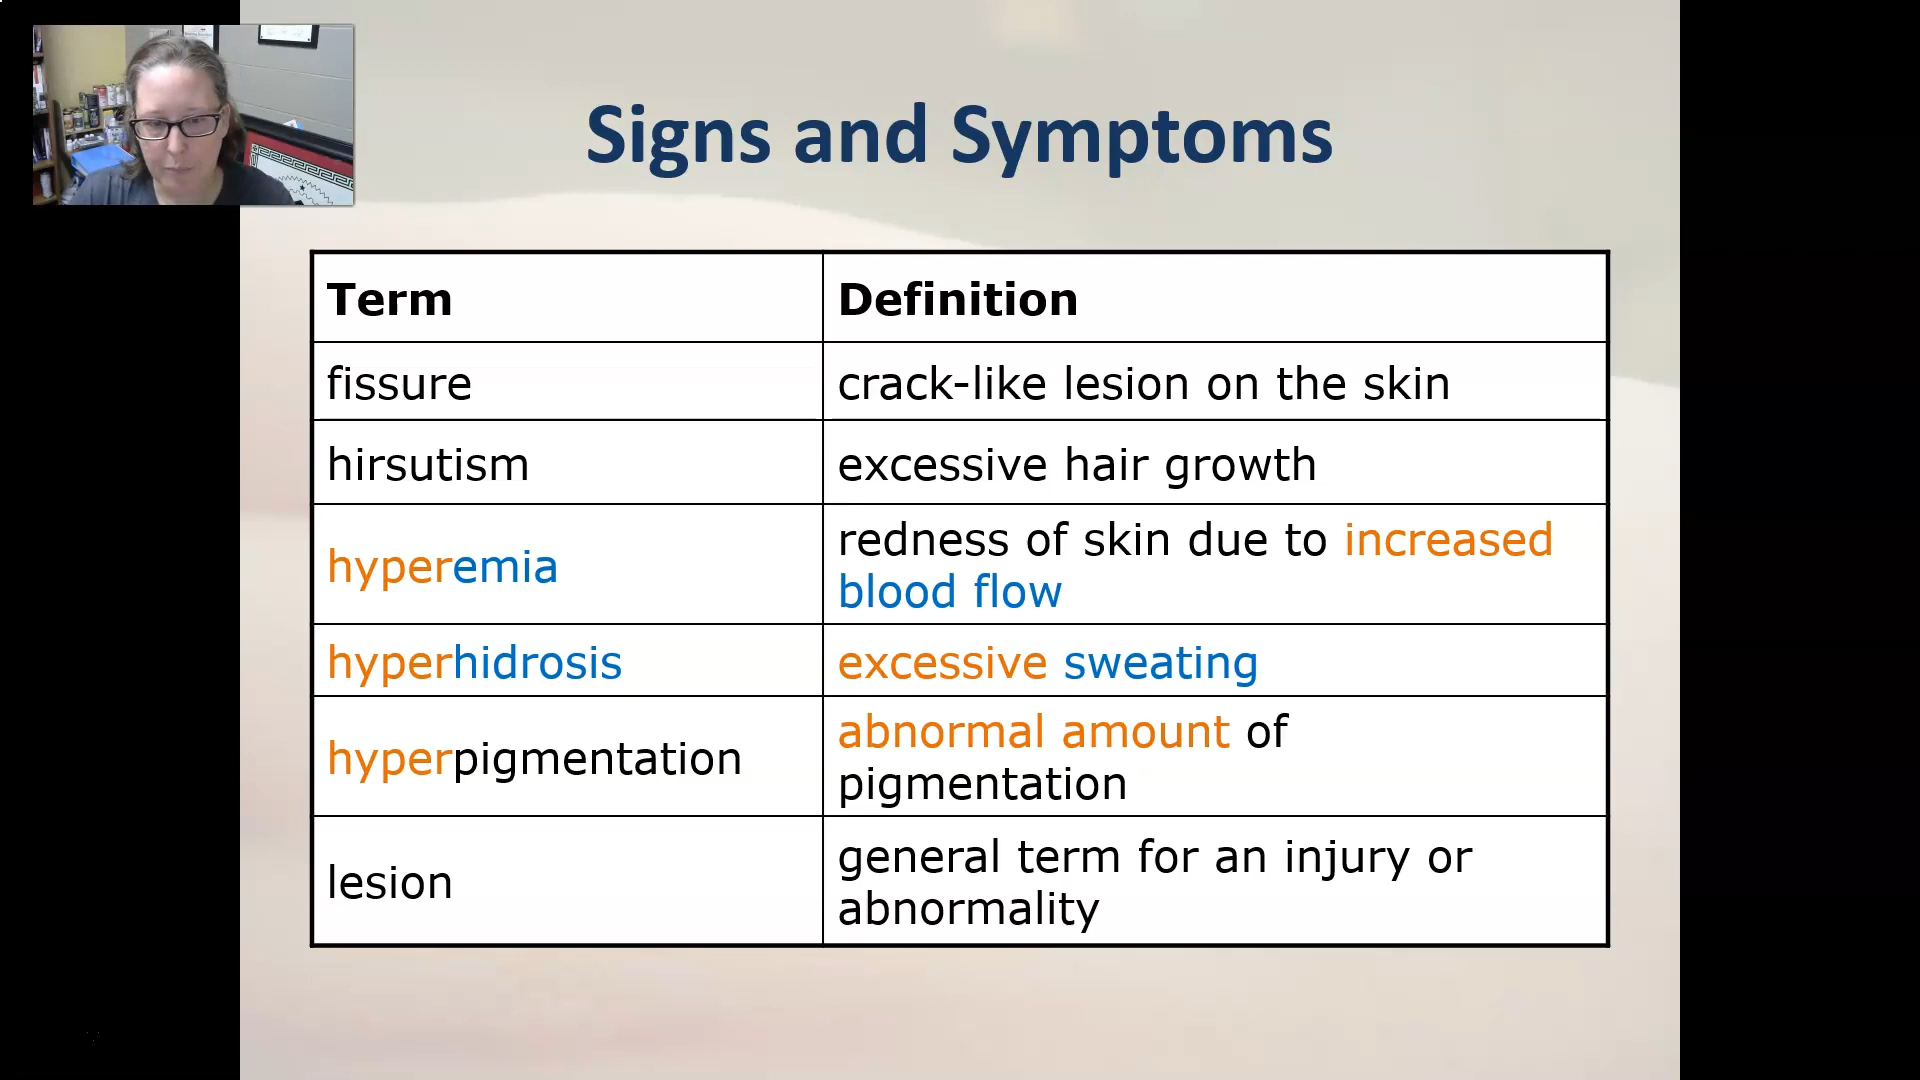 Signs and Symptoms
Term
Definition
fissure
crack-like lesion on the skin
hirsutism
excessive hair growth
hyperemia
redness of skin due to increased
blood flow
hyperhidrosis
excessive sweating
hyperpigmentation
abnormal amount of
pigmentation
lesion
general term for an injury or
abnormality